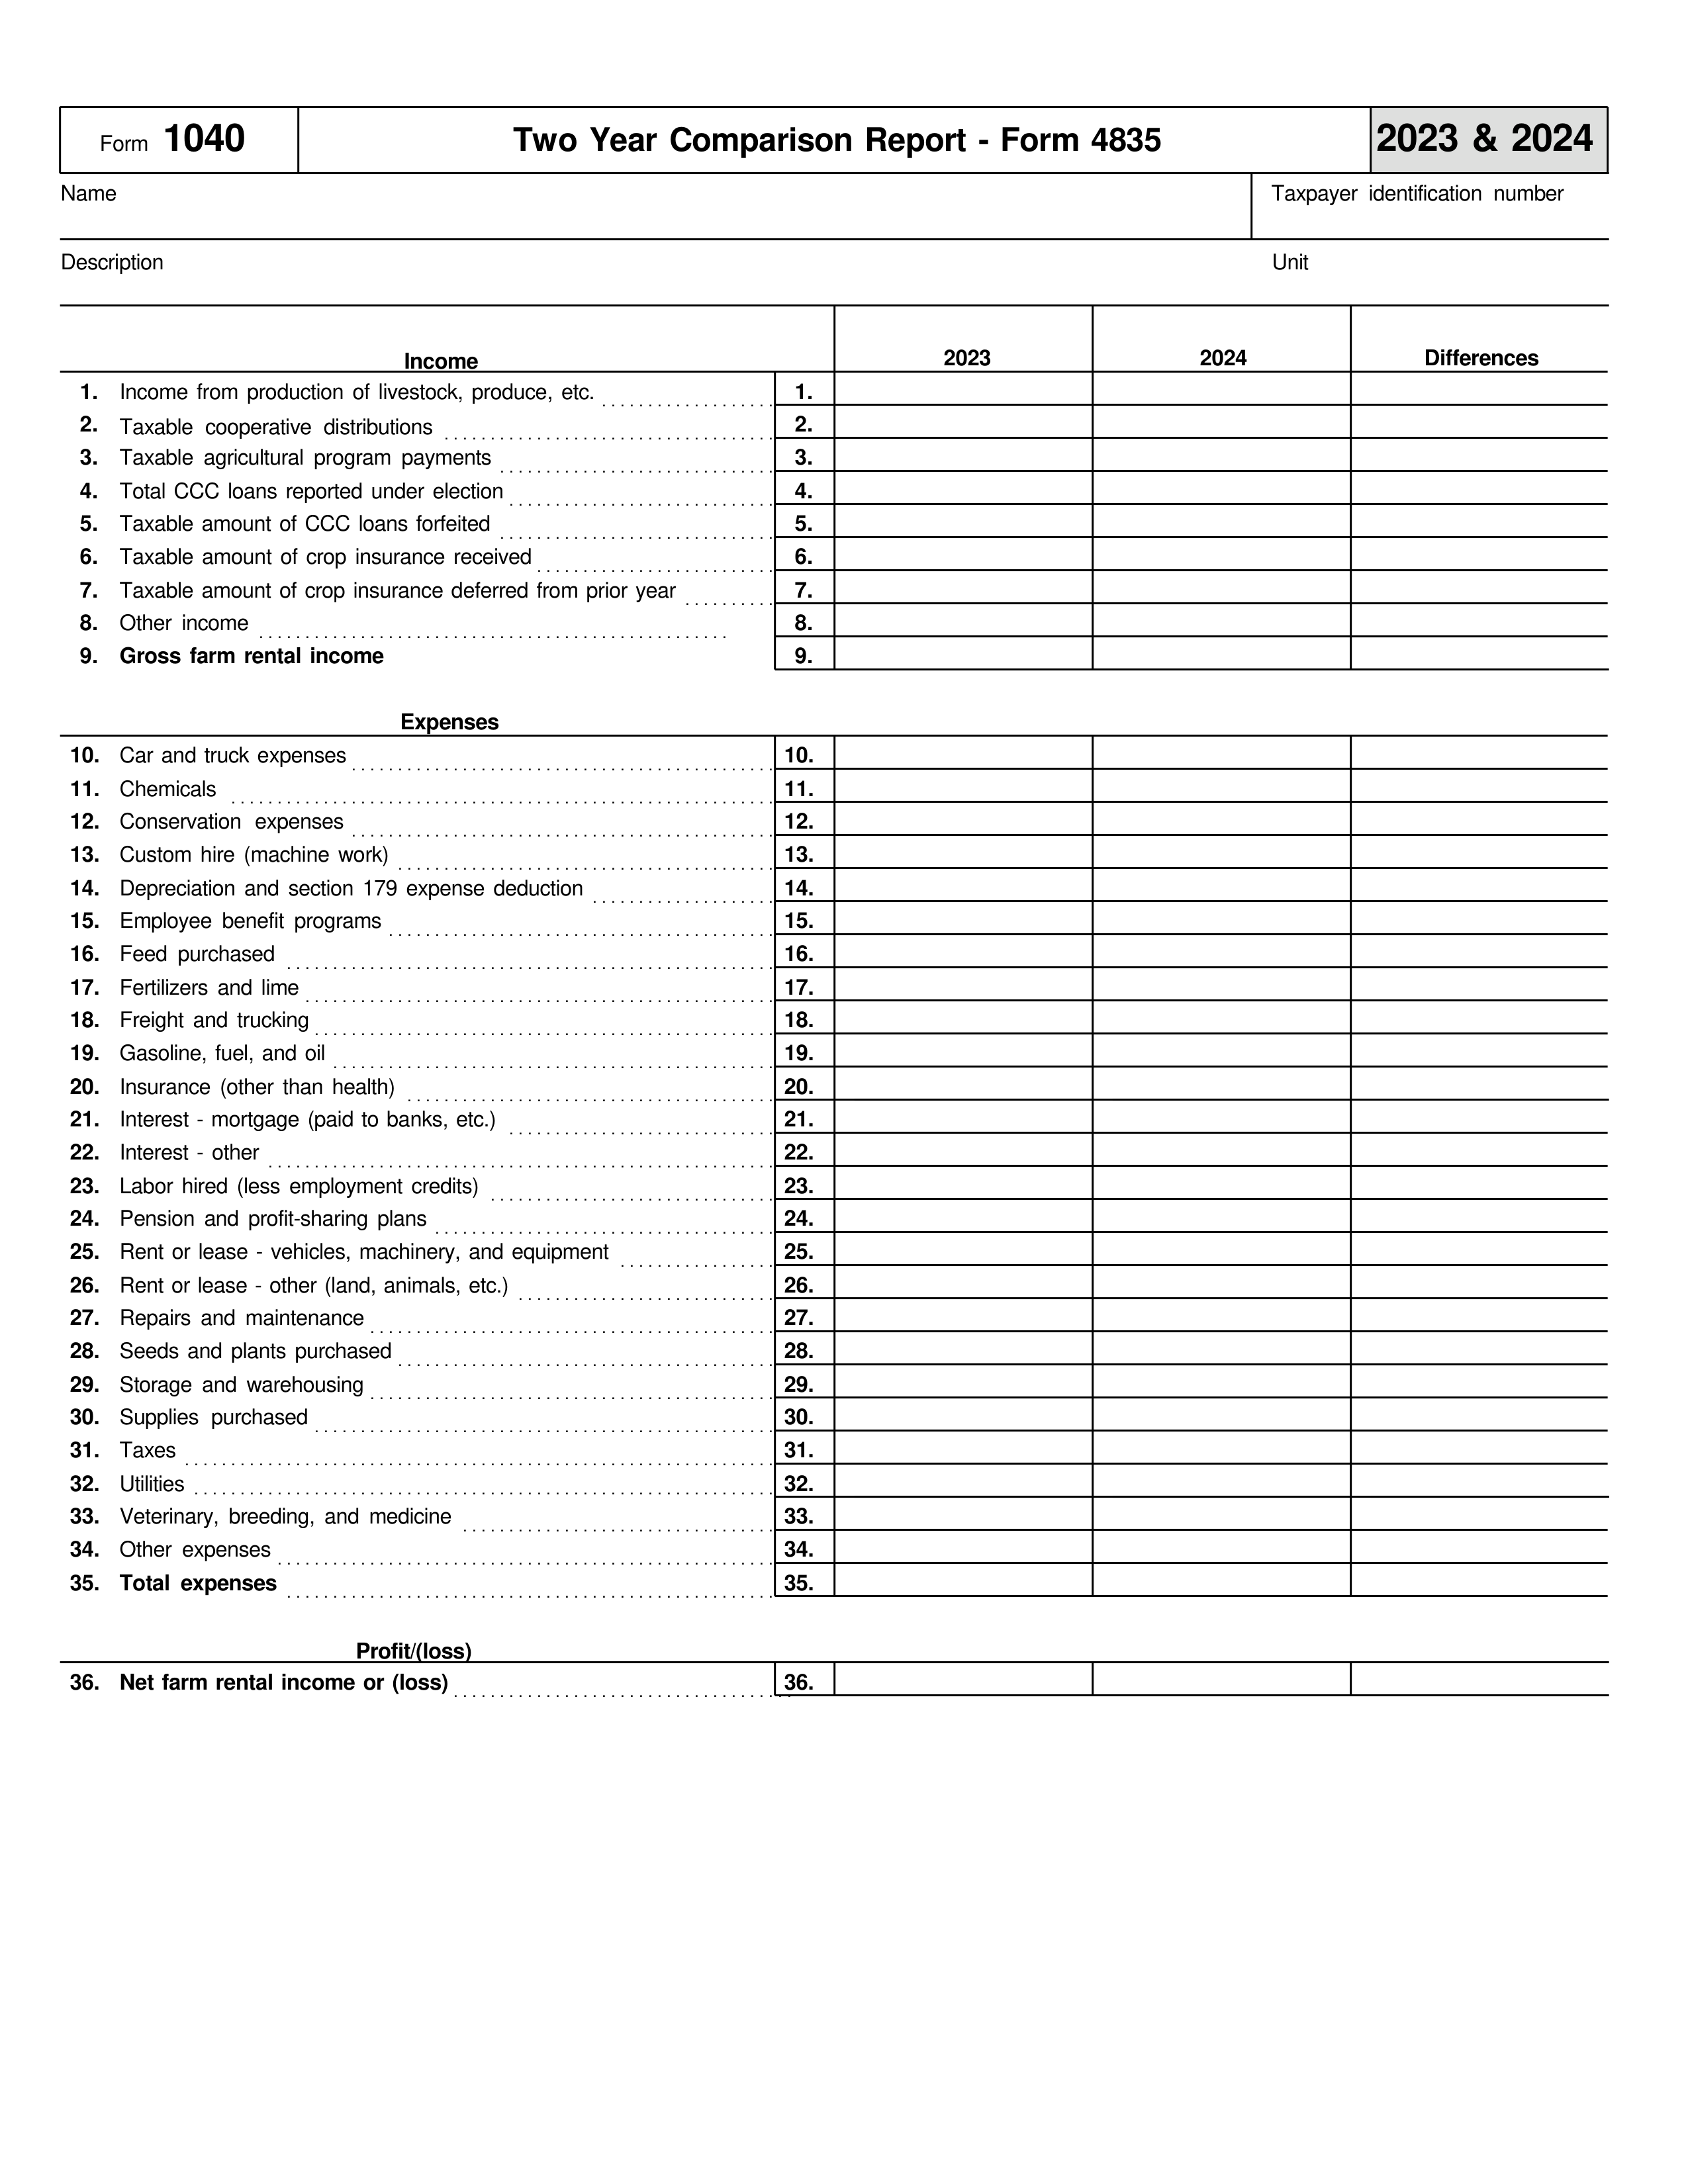 Form 1040 Two Year Comparison Report - Form 4835 2023 & 2024
Name Taxpayer identification number
Description Unit
Income 2023 2024 Differences
1. Income from production of livestock, produce, etc. 1.
2. Taxable cooperative distributions 2.
3. Taxable agricultural program payments 3.
4. Total CCC loans reported under election 4.
5. Taxable amount of CCC loans forfeited 5.
6. Taxable amount of crop insurance received 6.
7. Taxable amount of crop insurance deferred from prior year 7.
8. Other income 8.
9. Gross farm rental income 9.
Expenses
10. Car and truck expenses 10.
11. Chemicals 11.
12. Conservation expenses 12.
13. Custom hire (machine work) 13.
14. Depreciation and section 179 expense deduction 14.
15. Employee benefit programs 15.
16. Feed purchased 16.
17. Fertilizers and lime 17.
18. Freight and trucking 18.
19. Gasoline, fuel, and oil 19.
20. Insurance (other than health) 20.
21. Interest - mortgage (paid to banks, etc.) 21.
22. Interest - other 22.
23. Labor hired (less employment credits) 23.
24. Pension and profit-sharing plans 24.
25. Rent or lease - vehicles, machinery, and equipment 25.
26. Rent or lease - other (land, animals, etc.) 26.
27. Repairs and maintenance 27.
28. Seeds and plants purchased 28.
29. Storage and warehousing 29.
30. Supplies purchased 30.
31. Taxes 31.
32. Utilities 32.
33. Veterinary, breeding, and medicine 33.
34. Other expenses 34.
35. Total expenses 35.
Profit/(loss)
36. Net farm rental income or (loss) 36.